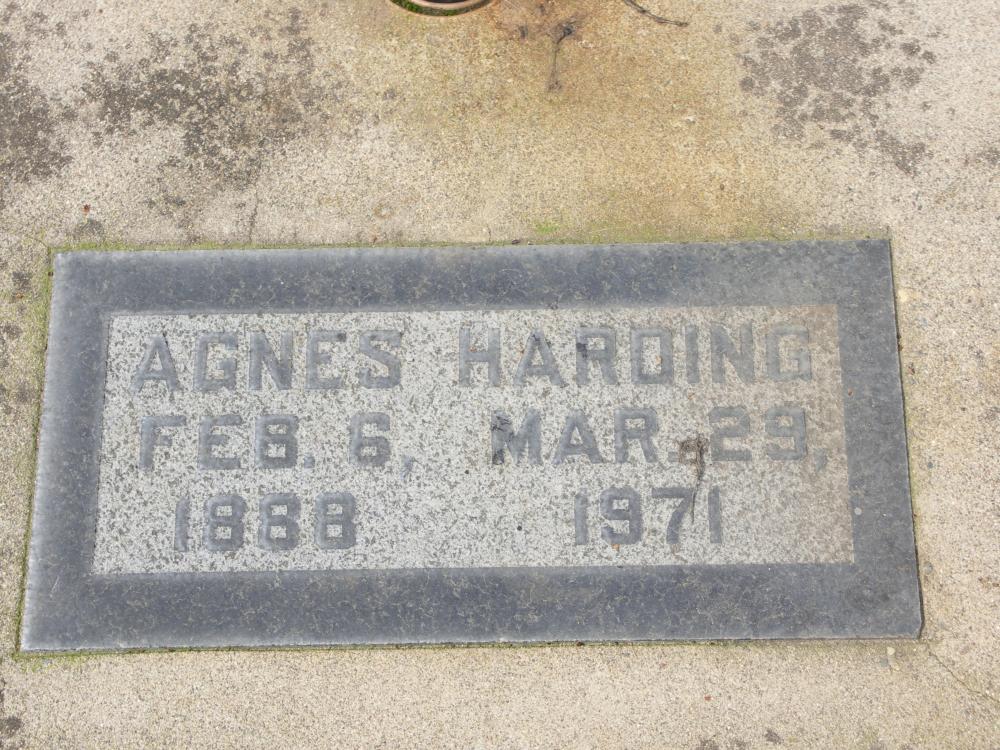 AGNES HARDING
FEB. 6, MAR. 29,
1888 1971